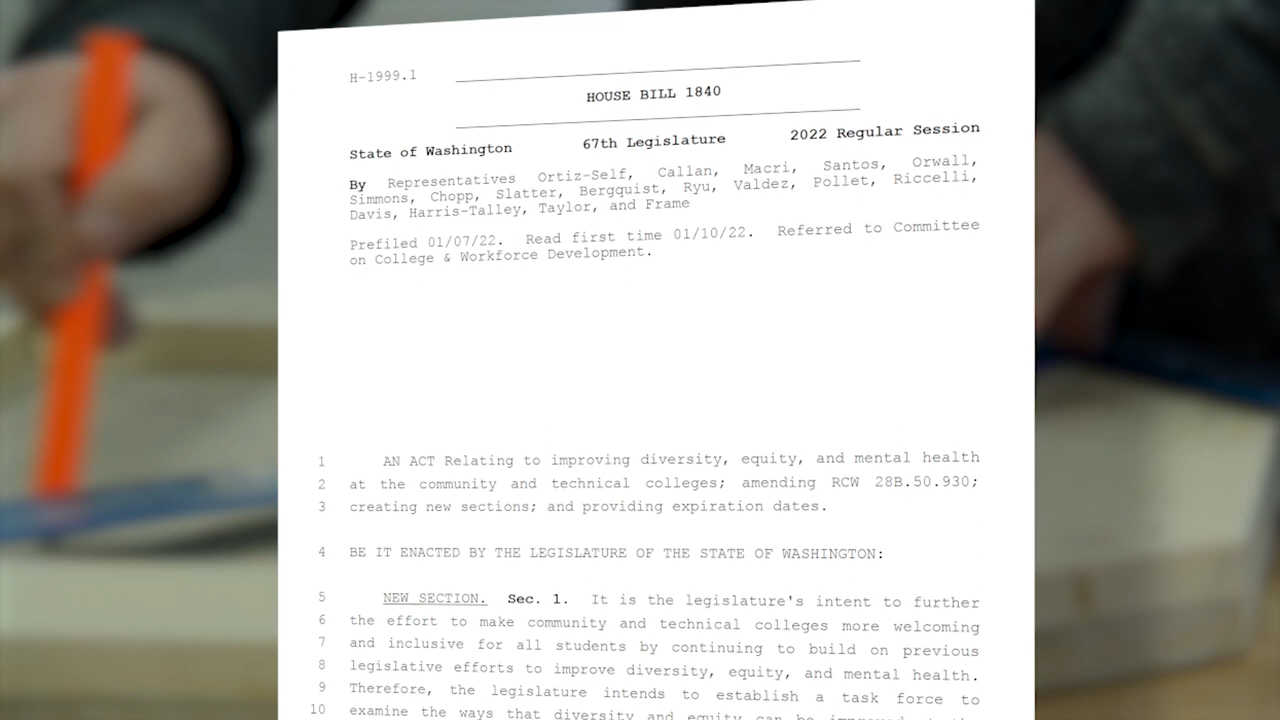 H-1999.1
HOUSE BILL 1840
State of Washington 67th Legislature 2022 Regular Session
By Representatives Ortiz-Self, Callan, Macri, Santos, Orwall,
Simmons, Chopp, Slatter, Bergquist, Ryu, Valdez, Pollet, Riccelli,
Davis, Harris-Talley, Taylor, and Frame
Prefiled 01/07/22. Read first time 01/10/22. Referred to Committee
on College & Workforce Development.
1 AN ACT Relating to improving diversity, equity, and mental health
2 at the community and technical colleges; amending RCW 28B.50.930;
3 creating new sections; and providing expiration dates.
4 BE IT ENACTED BY THE LEGISLATURE OF THE STATE OF WASHINGTON:
5 NEW SECTION. Sec. 1. It is the legislature's intent to further
6 the effort to make community and technical colleges more welcoming
7 and inclusive for all students by continuing to build on previous
8 legislative efforts to improve diversity, equity, and mental health.
9 Therefore, the legislature intends to establish a task force to
10 examine the ways that diversity and equity can be improved